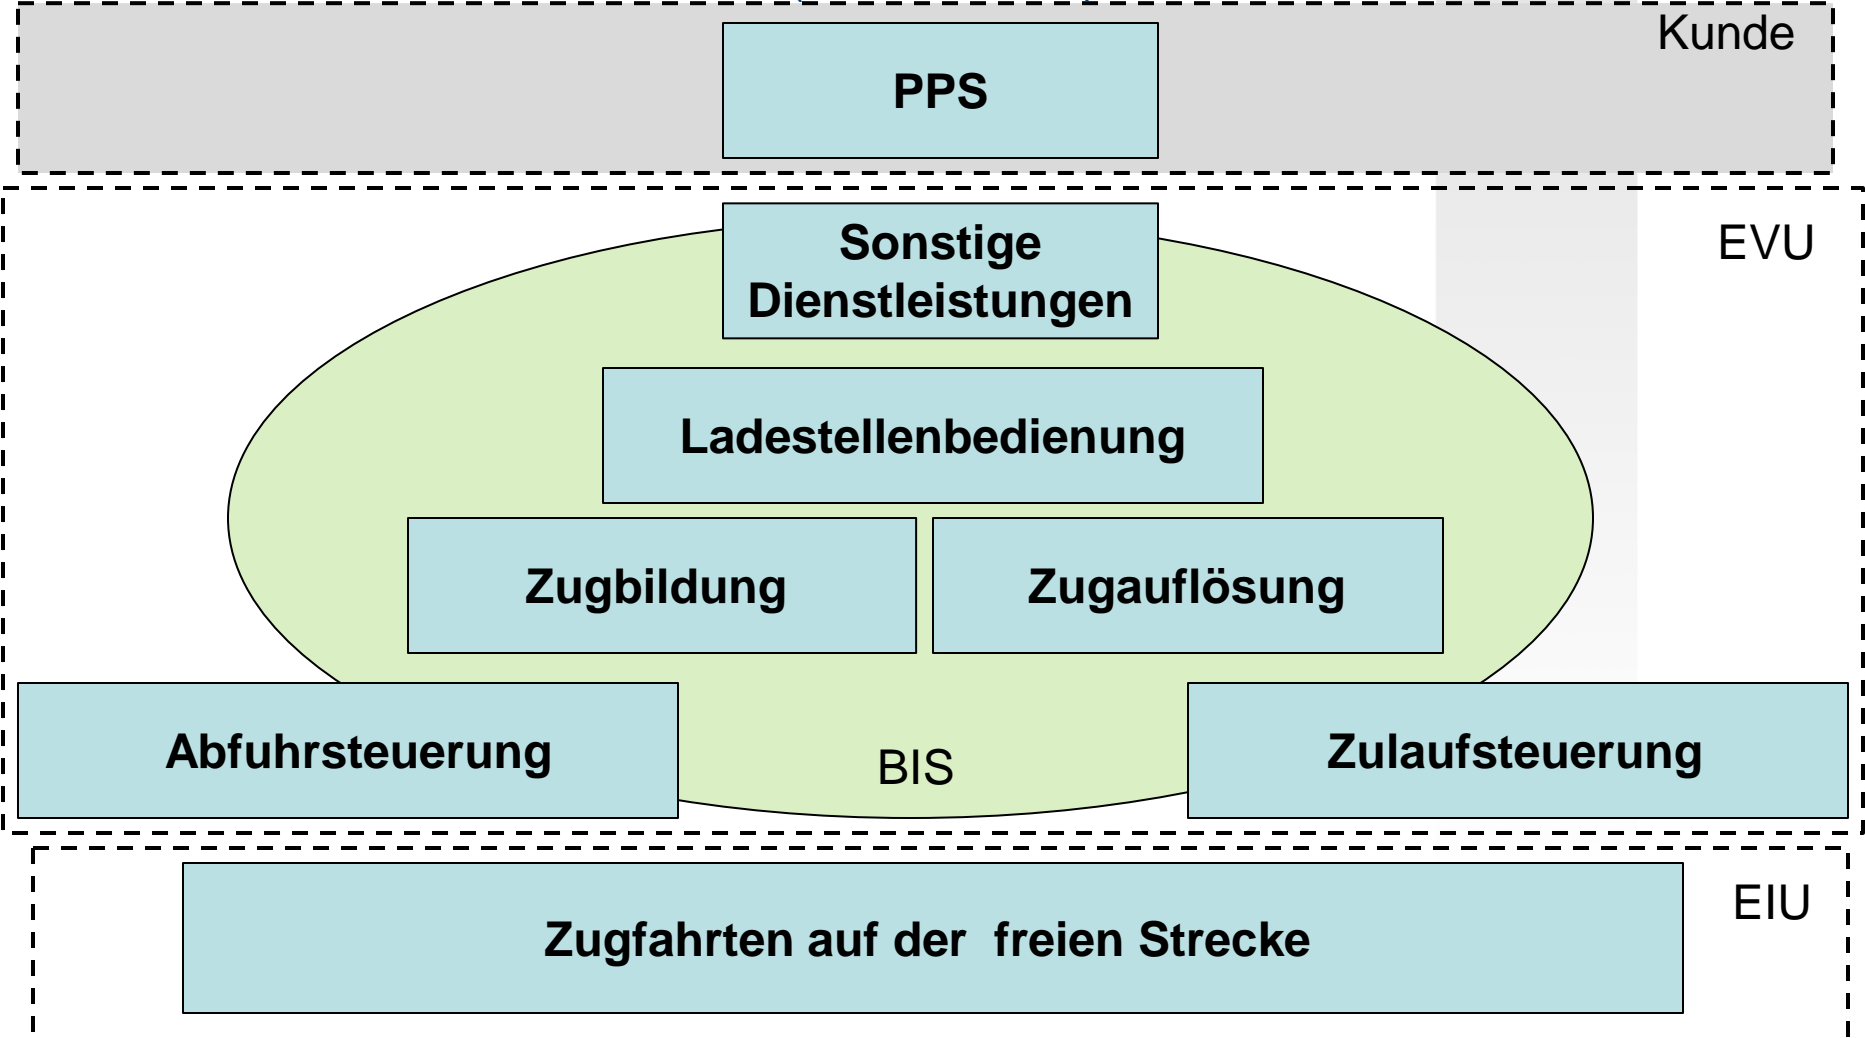 Kunde
PPS
EVU
Sonstige
Dienstleistungen
Ladestellenbedienung
Zugbildung
Zugauflösung
Abfuhrsteuerung
BIS
Zulaufsteuerung
EIU
Zugfahrten auf der  freien Strecke